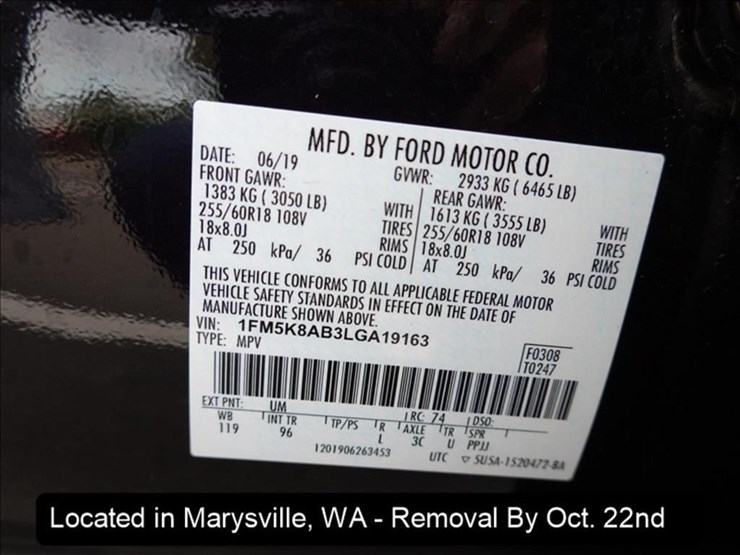 MFD. BY FORD MOTOR CO.
DATE: 06/19 GVWR: 2933 KG ( 6465 LB)
FRONT GAWR: REAR GAWR:
1383 KG ( 3050 LB) WITH 1613 KG ( 3555 LB) WITH
255/60R18 108V TIRES 255/60R18 108V TIRES
18x8.0J RIMS 18x8.0J RIMS
AT 250 kPa/ 36 PSI COLD AT 250 kPa/ 36 PSI COLD
THIS VEHICLE CONFORMS TO ALL APPLICABLE FEDERAL MOTOR
VEHICLE SAFETY STANDARDS IN EFFECT ON THE DATE OF
MANUFACTURE SHOWN ABOVE.
VIN: 1FM5K8AB3LGA19163 F0308
TYPE: MPV T0247
EXT PNT: UM RC: 74 DSO:
WB INT TR TP/PS R AXLE TR SPR
119 96 L 3C U PPJJ
1201906263453 UTC ▽ 5USA-1520472-BA
Located in Marysville, WA - Removal By Oct. 22nd